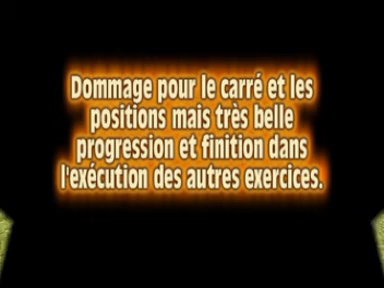 Dommage pour le carré et les
positions mais très belle
progression et finition dans
l'exécution des autres exercices.